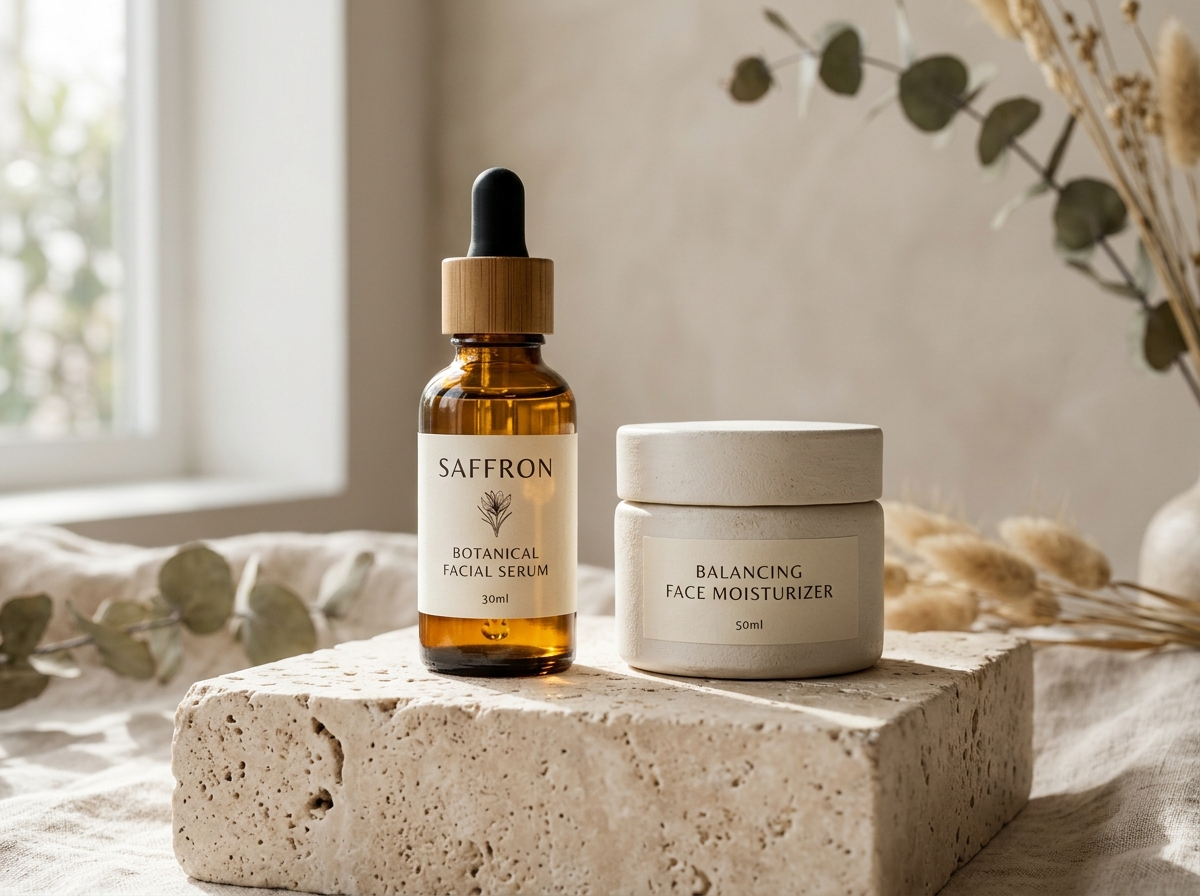 SAFFRON
BOTANICAL
FACIAL SERUM
30ml
BALANCING
FACE MOISTURIZER
50ml